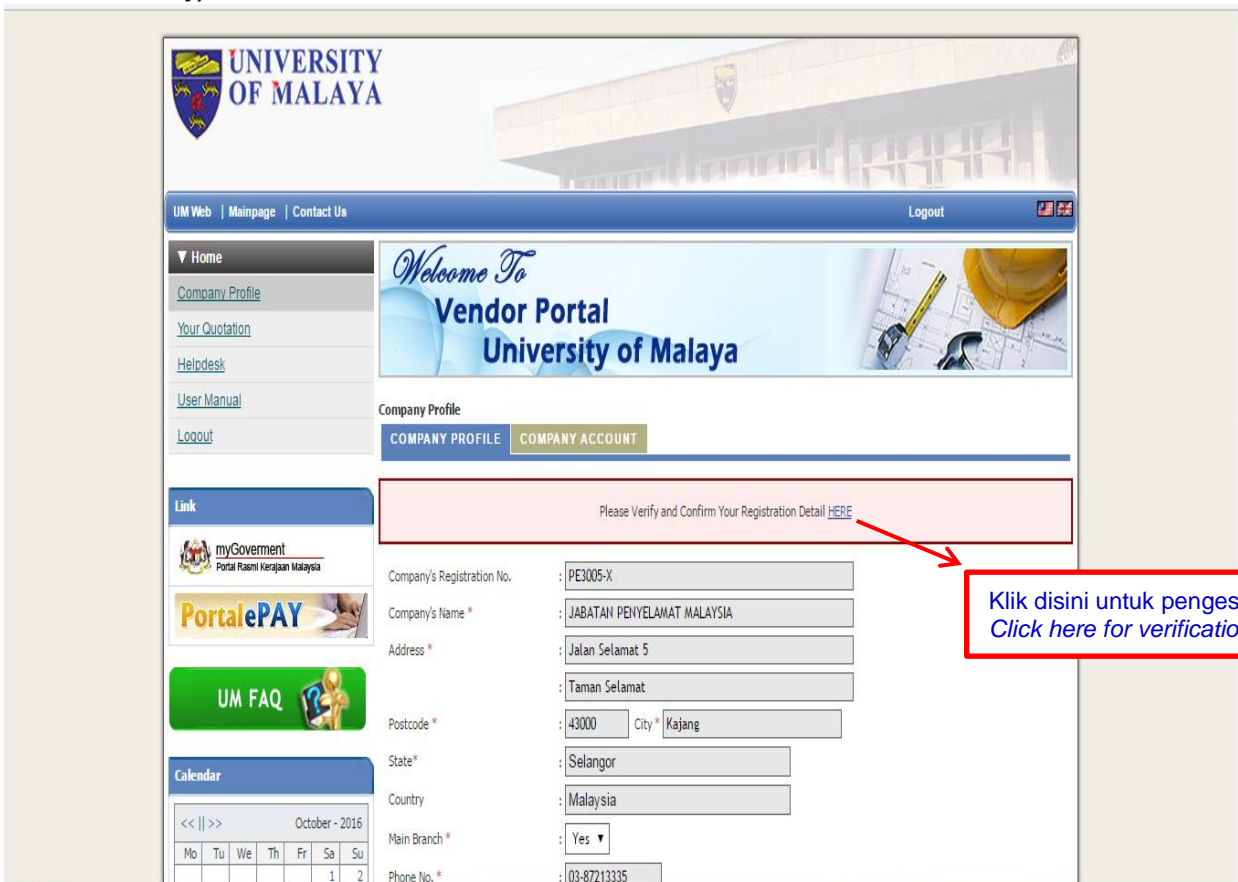 UNIVERSITY
OF MALAYA
UM Web | Mainpage | Contact Us Logout
▼ Home
Company Profile
Your Quotation
Helpdesk
User Manual
Logout
Welcome To
Vendor Portal
University of Malaya
Company Profile
COMPANY PROFILE COMPANY ACCOUNT
Please Verify and Confirm Your Registration Detail HERE
Klik disini untuk penges
Click here for verificatio
Link
myGoverment
Portal Rasmi Kerajaan Malaysia
PortalePAY
UM FAQ
Calendar
<< || >> October - 2016
Mo Tu We Th Fr Sa Su
1 2
Company's Registration No. : PE3005-X
Company's Name * : JABATAN PENYELAMAT MALAYSIA
Address * : Jalan Selamat 5
: Taman Selamat
Postcode * : 43000 City * Kajang
State* : Selangor
Country : Malaysia
Main Branch * : Yes ▼
Phone No. * : 03-87213335